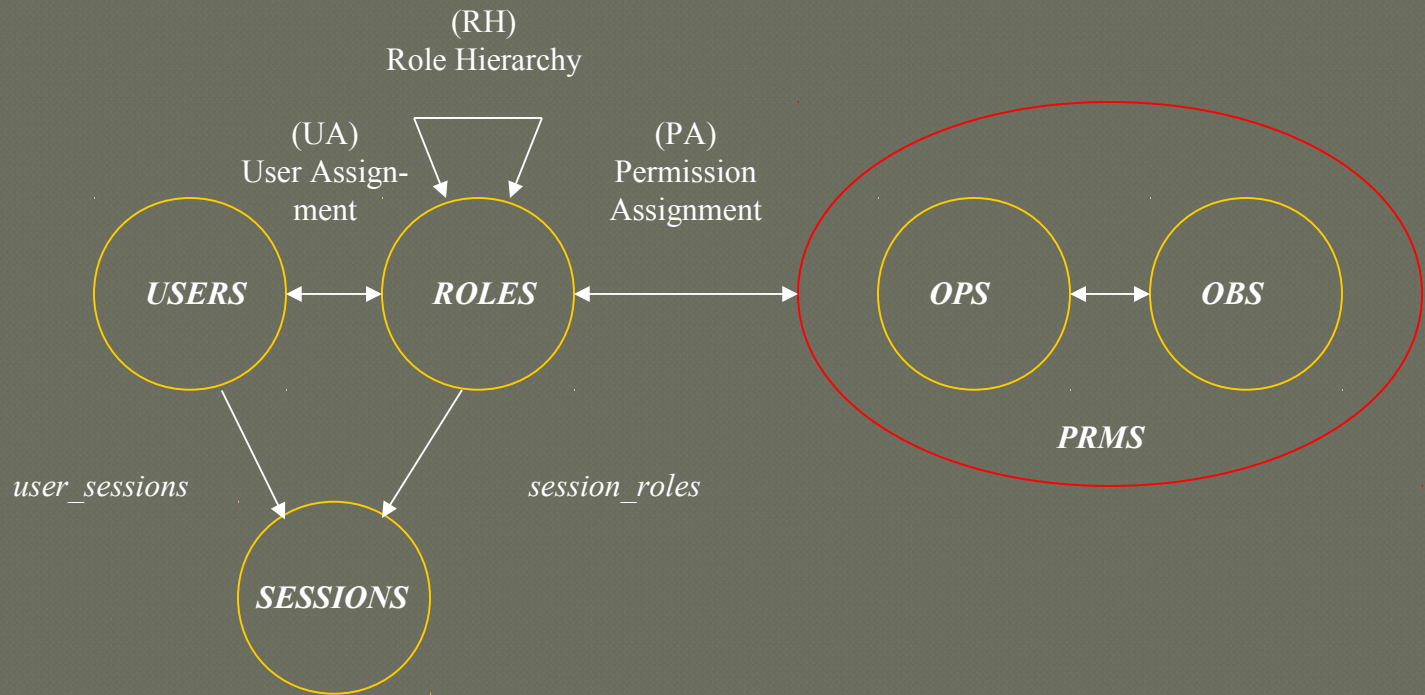 (RH)
Role Hierarchy
(UA)
User Assign-
ment
(PA)
Permission
Assignment
USERS
ROLES
OPS
OBS
PRMS
user_sessions
session_roles
SESSIONS